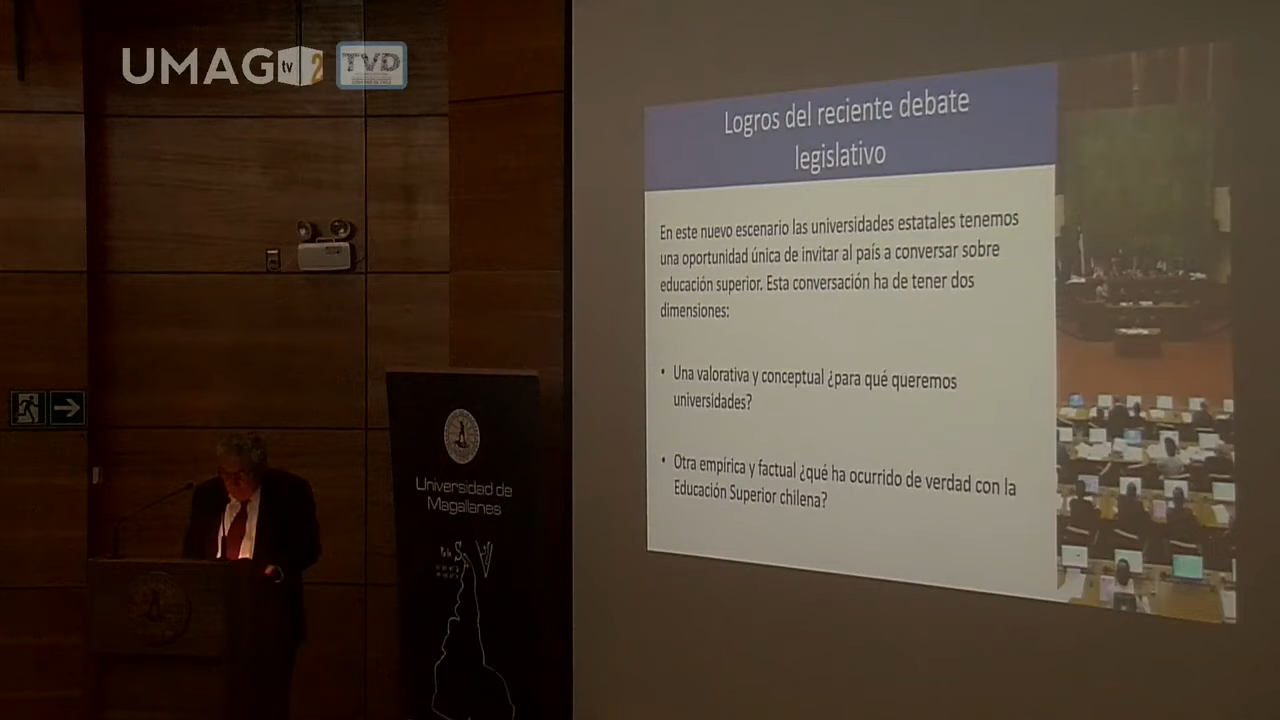 UMAG tv 2 TVD
Logros del reciente debate
legislativo
En este nuevo escenario las universidades estatales tenemos
una oportunidad única de invitar al país a conversar sobre
educación superior. Esta conversación ha de tener dos
dimensiones:
• Una valorativa y conceptual ¿para qué queremos
universidades?
• Otra empírica y factual ¿qué ha ocurrido de verdad con la
Educación Superior chilena?
Universidad de
Magallanes